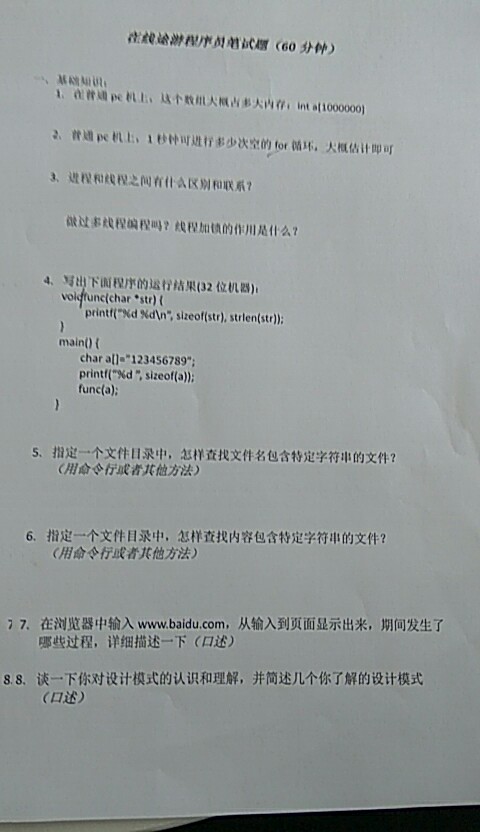 在线途游程序员笔试题（60 分钟）
一、基础知识：
1. 在普通 pc 机上，这个数组大概占多大内存：int a[1000000]
2. 普通 pc 机上，1 秒钟可进行多少次空的 for 循环，大概估计即可
3. 进程和线程之间有什么区别和联系？
做过多线程编程吗？线程加锁的作用是什么？
4. 写出下面程序的运行结果(32 位机器)：
void func(char *str) {
printf("%d %d\n", sizeof(str), strlen(str));
}
main() {
char a[]="123456789";
printf("%d ", sizeof(a));
func(a);
}
5. 指定一个文件目录中，怎样查找文件名包含特定字符串的文件？
（用命令行或者其他方法）
6. 指定一个文件目录中，怎样查找内容包含特定字符串的文件？
（用命令行或者其他方法）
7 7. 在浏览器中输入 www.baidu.com，从输入到页面显示出来，期间发生了
哪些过程，详细描述一下（口述）
8. 8. 谈一下你对设计模式的认识和理解，并简述几个你了解的设计模式
（口述）